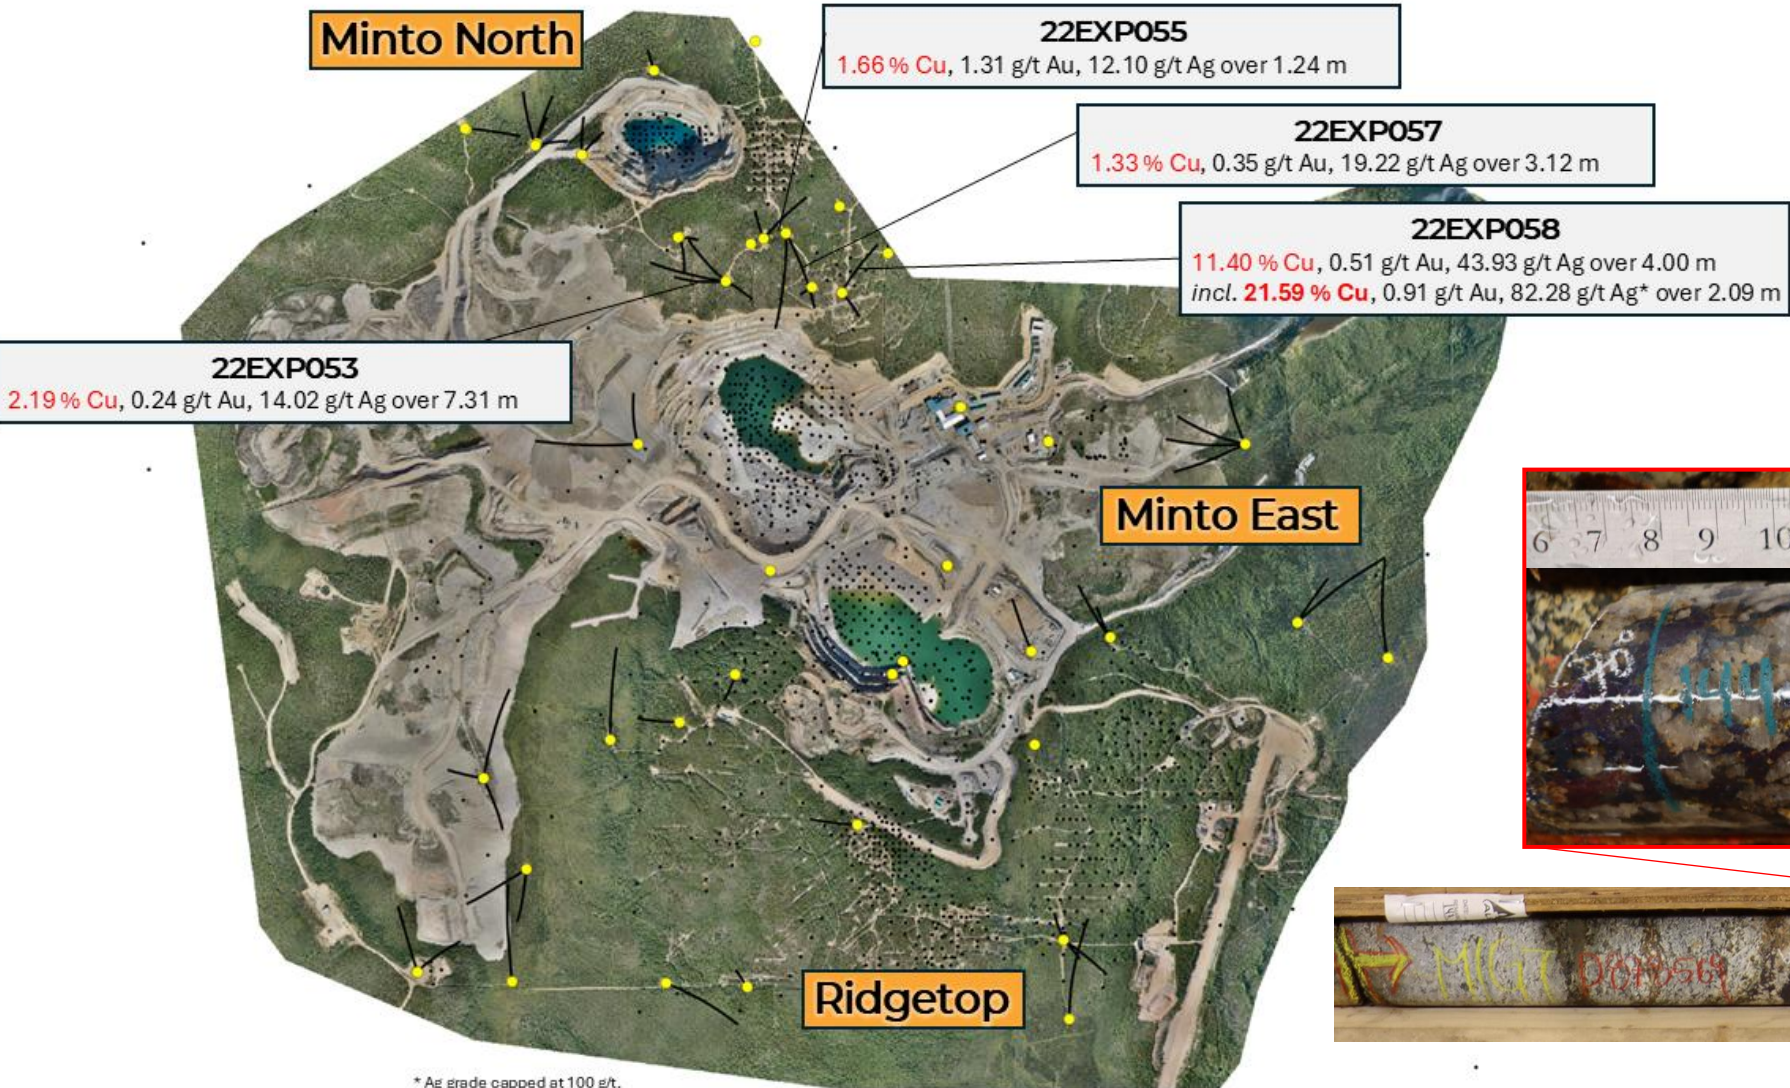 Minto North
22EXP055
1.66 % Cu, 1.31 g/t Au, 12.10 g/t Ag over 1.24 m
22EXP057
1.33 % Cu, 0.35 g/t Au, 19.22 g/t Ag over 3.12 m
22EXP058
11.40 % Cu, 0.51 g/t Au, 43.93 g/t Ag over 4.00 m
incl. 21.59 % Cu, 0.91 g/t Au, 82.28 g/t Ag* over 2.09 m
22EXP053
2.19 % Cu, 0.24 g/t Au, 14.02 g/t Ag over 7.31 m
Minto East
6 7 8 9 10
144
Ridgetop
* Ag grade capped at 100 g/t.